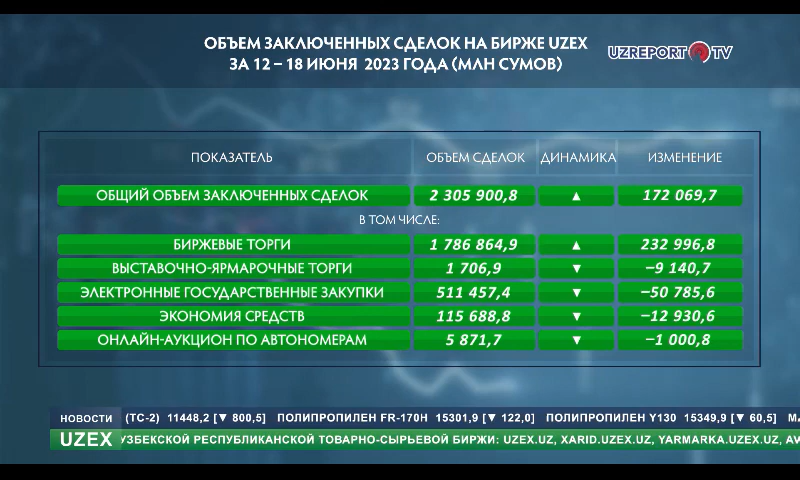 ОБЪЕМ ЗАКЛЮЧЕННЫХ СДЕЛОК НА БИРЖЕ UZEX
ЗА 12 – 18 ИЮНЯ 2023 ГОДА (МЛН СУМОВ)
UZREPORT TV
ПОКАЗАТЕЛЬ ОБЪЕМ СДЕЛОК ДИНАМИКА ИЗМЕНЕНИЕ
ОБЩИЙ ОБЪЕМ ЗАКЛЮЧЕННЫХ СДЕЛОК 2 305 900,8 ▲ 172 069,7
В ТОМ ЧИСЛЕ:
БИРЖЕВЫЕ ТОРГИ 1 786 864,9 ▲ 232 996,8
ВЫСТАВОЧНО-ЯРМАРОЧНЫЕ ТОРГИ 1 706,9 ▼ –9 140,7
ЭЛЕКТРОННЫЕ ГОСУДАРСТВЕННЫЕ ЗАКУПКИ 511 457,4 ▼ –50 785,6
ЭКОНОМИЯ СРЕДСТВ 115 688,8 ▼ –12 930,6
ОНЛАЙН-АУКЦИОН ПО АВТОНОМЕРАМ 5 871,7 ▼ –1 000,8
НОВОСТИ (ТС-2) 11448,2 [▼ 800,5] ПОЛИПРОПИЛЕН FR-170H 15301,9 [▼ 122,0] ПОЛИПРОПИЛЕН Y130 15349,9 [▼ 60,5] МА
UZEX УЗБЕКСКОЙ РЕСПУБЛИКАНСКОЙ ТОВАРНО-СЫРЬЕВОЙ БИРЖИ: UZEX.UZ, XARID.UZEX.UZ, YARMARKA.UZEX.UZ, AV